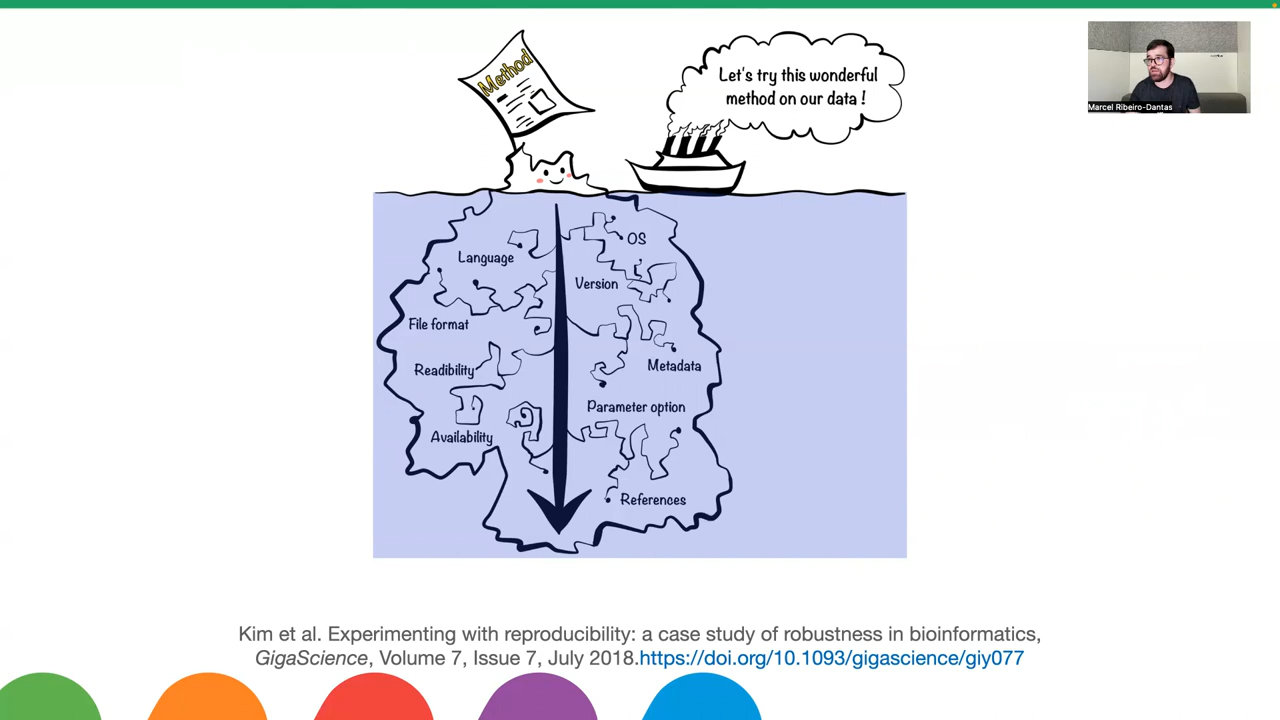 Method
Let's try this wonderful
method on our data !
Marcel Ribeiro-Dantas
OS
Language
Version
File format
Metadata
Readibility
Parameter option
Availability
References
Kim et al. Experimenting with reproducibility: a case study of robustness in bioinformatics,
GigaScience, Volume 7, Issue 7, July 2018.https://doi.org/10.1093/gigascience/giy077